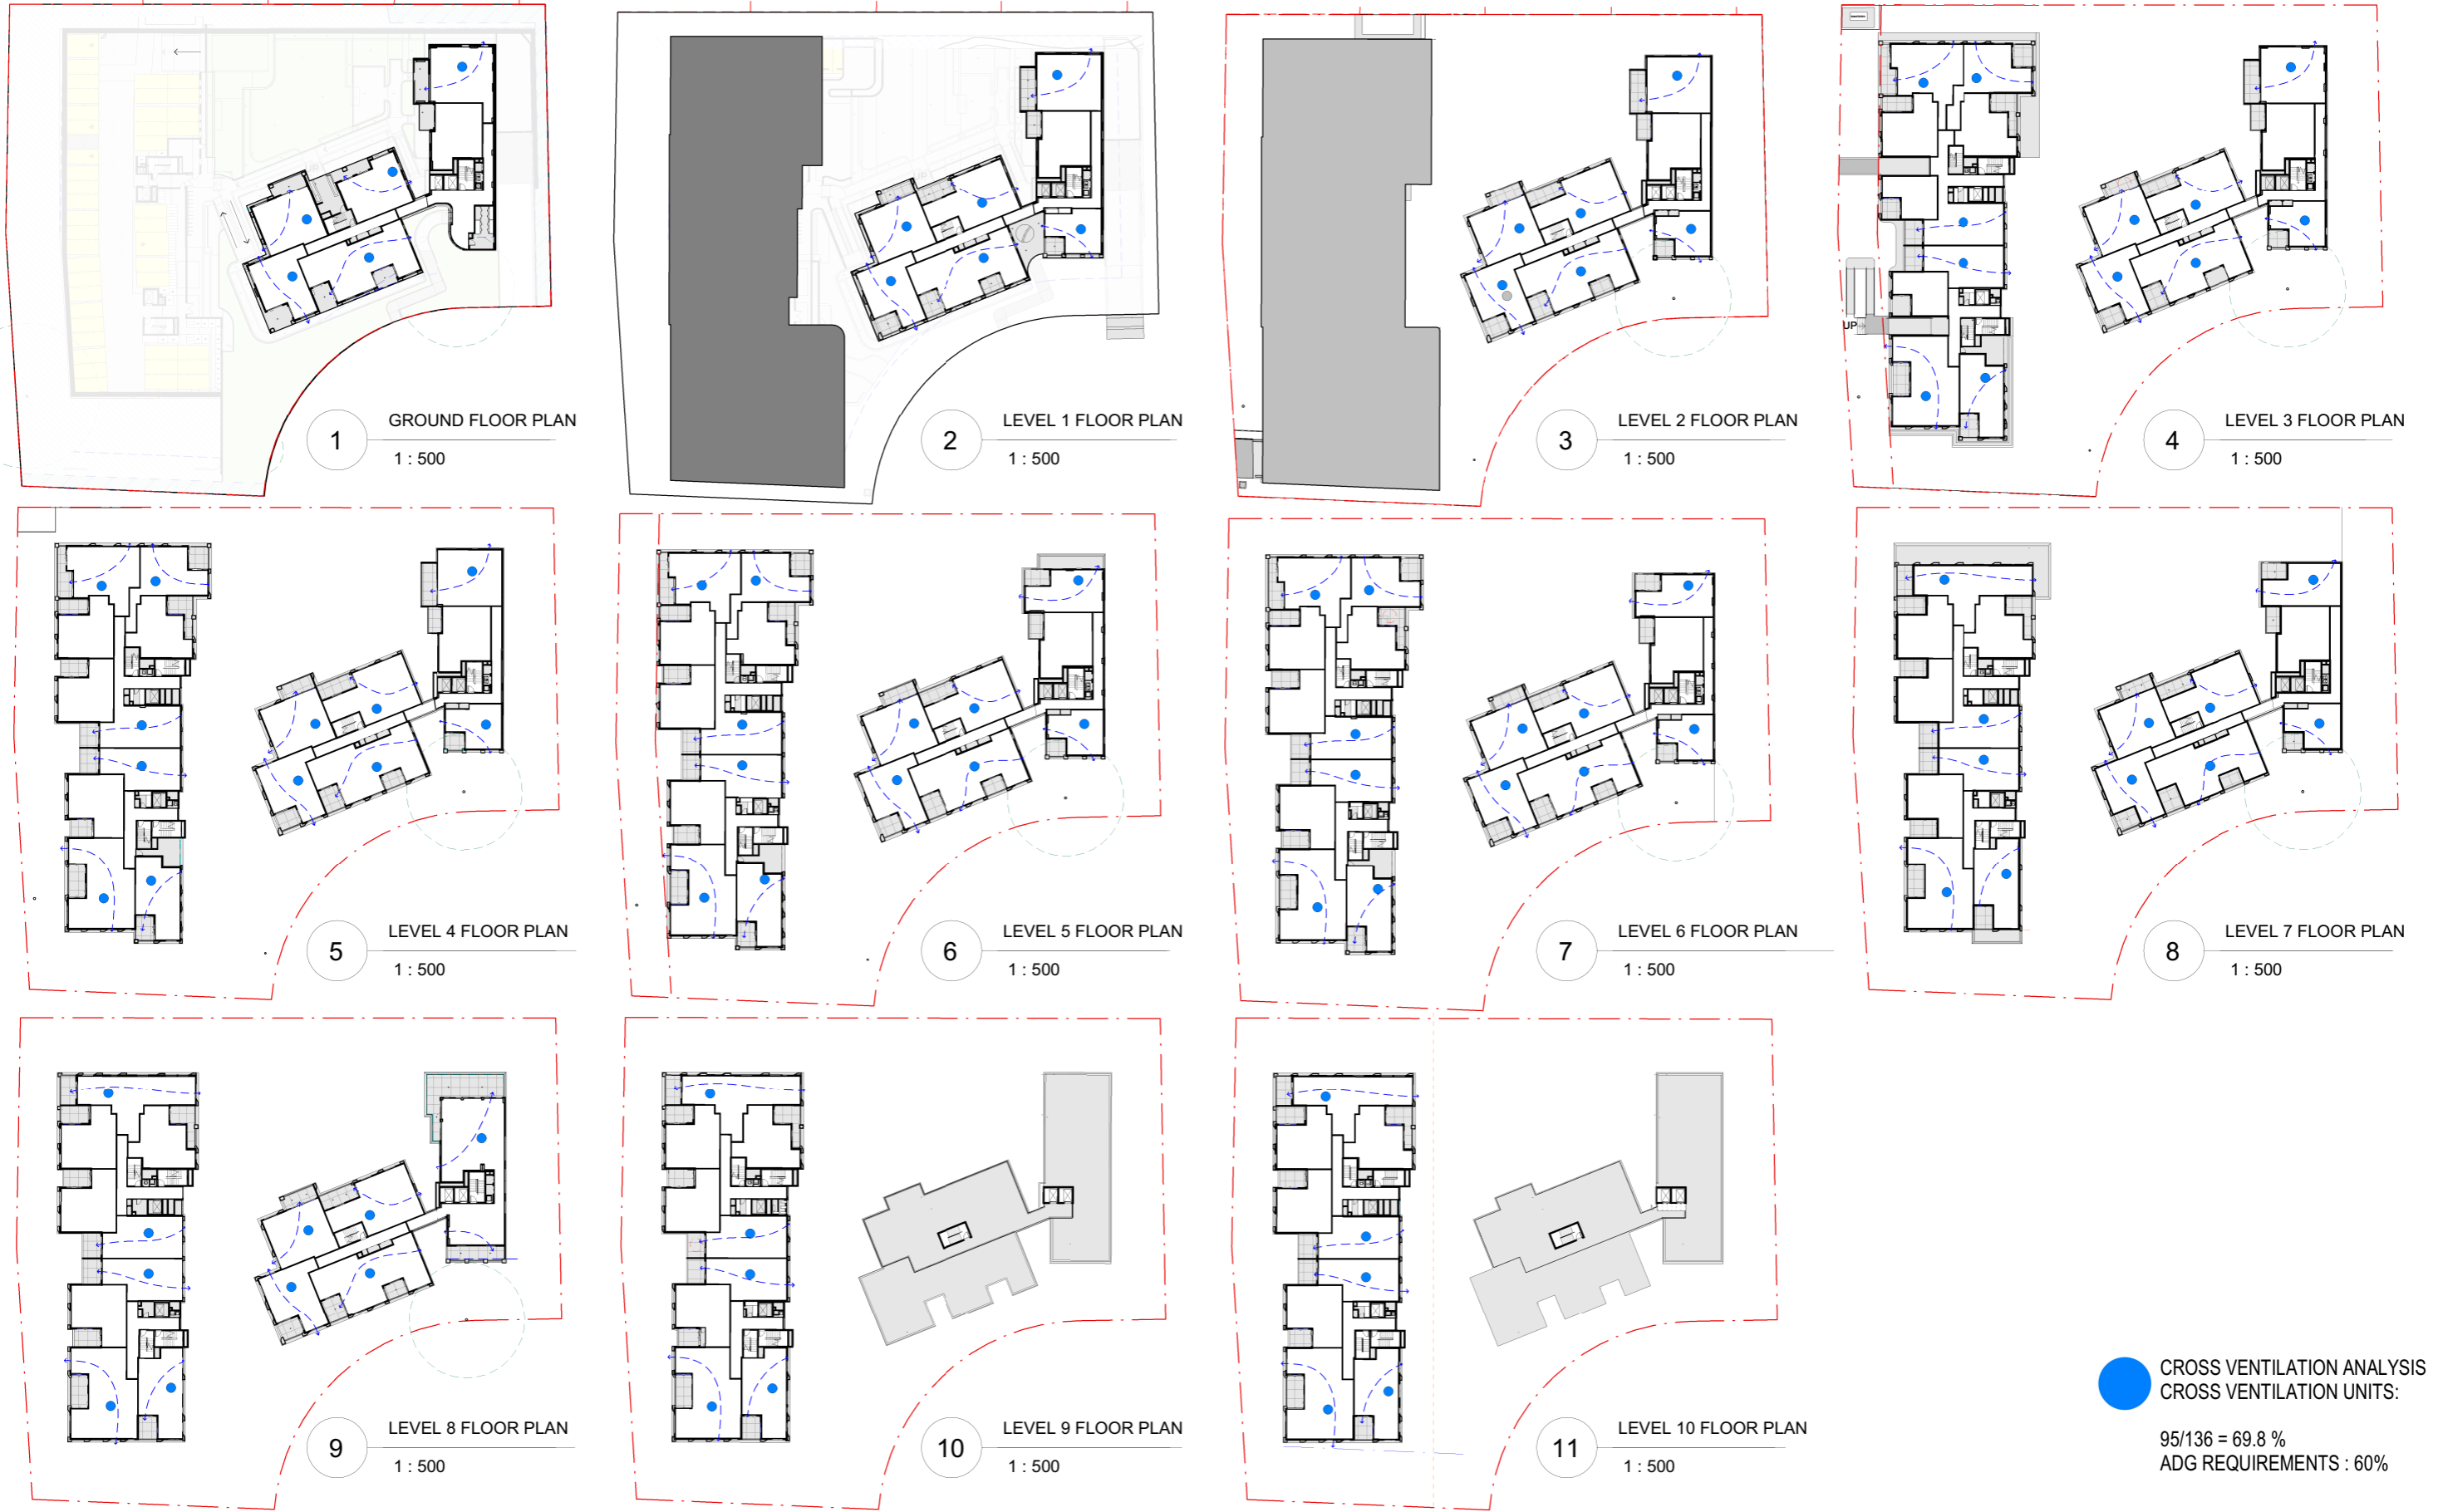 1
GROUND FLOOR PLAN
1 : 500
2
LEVEL 1 FLOOR PLAN
1 : 500
3
LEVEL 2 FLOOR PLAN
1 : 500
UP
4
LEVEL 3 FLOOR PLAN
1 : 500
5
LEVEL 4 FLOOR PLAN
1 : 500
6
LEVEL 5 FLOOR PLAN
1 : 500
7
LEVEL 6 FLOOR PLAN
1 : 500
8
LEVEL 7 FLOOR PLAN
1 : 500
9
LEVEL 8 FLOOR PLAN
1 : 500
10
LEVEL 9 FLOOR PLAN
1 : 500
11
LEVEL 10 FLOOR PLAN
1 : 500
CROSS VENTILATION ANALYSIS
CROSS VENTILATION UNITS:
95/136 = 69.8 %
ADG REQUIREMENTS : 60%